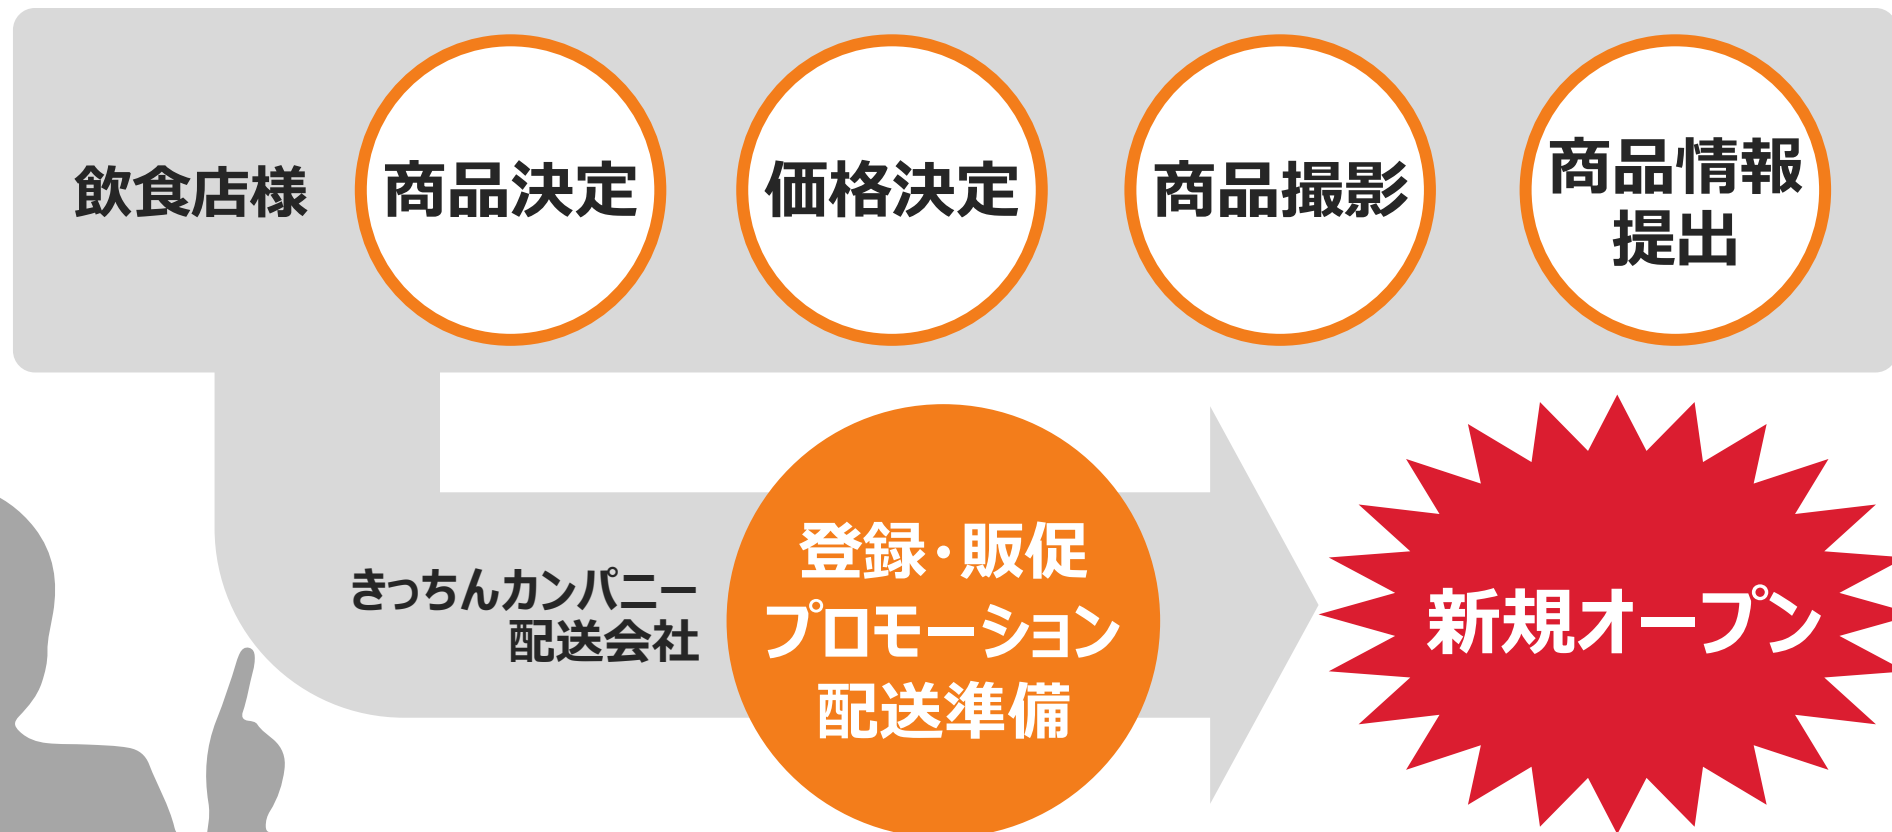 飲食店様
商品決定
価格決定
商品撮影
商品情報
提出
きっちんカンパニー
配送会社
登録・販促
プロモーション
配送準備
新規オープン